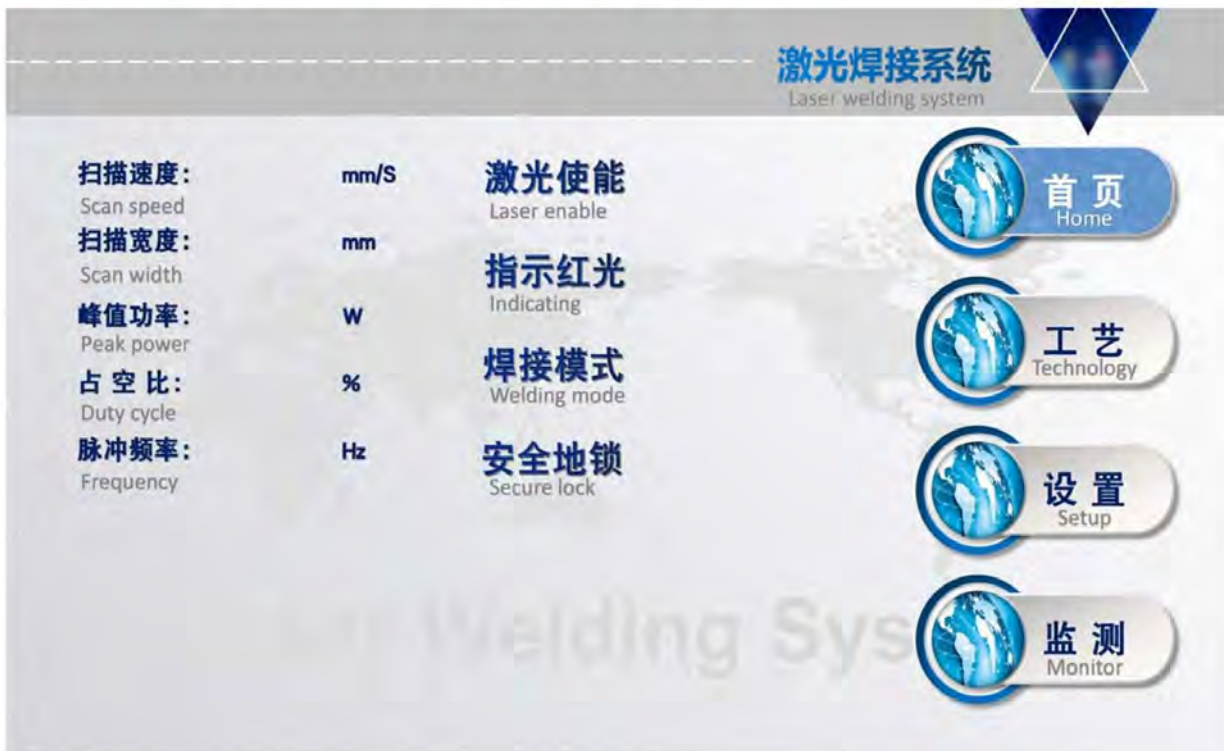 激光焊接系统
Laser welding system
扫描速度: mm/S
Scan speed
扫描宽度: mm
Scan width
峰值功率: W
Peak power
占空比: %
Duty cycle
脉冲频率: Hz
Frequency
激光使能
Laser enable
指示红光
Indicating
焊接模式
Welding mode
安全地锁
Secure lock
首页
Home
工艺
Technology
设置
Setup
监测
Monitor
Welding Sys